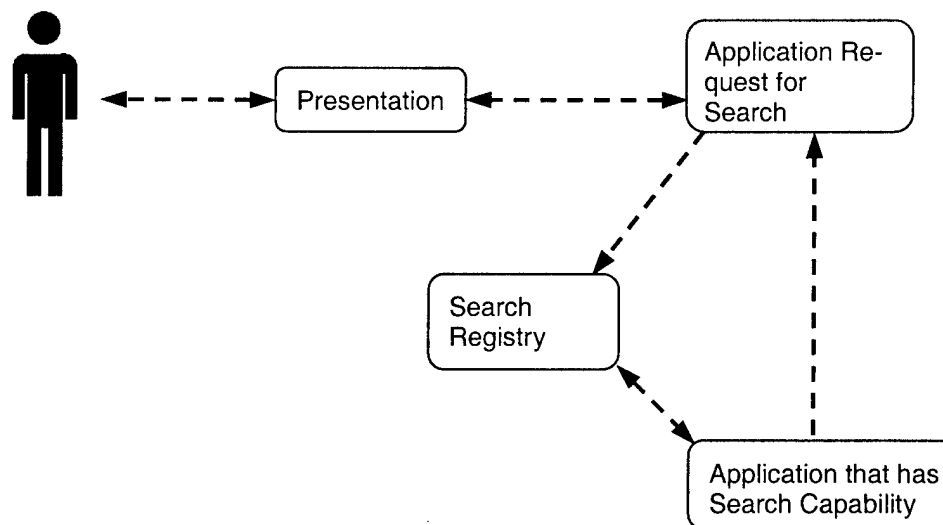 Presentation
Application Re-
quest for
Search
Search
Registry
Application that has
Search Capability